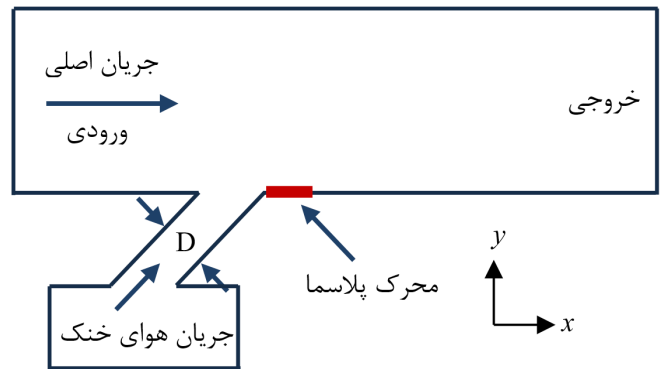 جریان اصلی
ورودی
خروجی
D
محرک پلاسما
جریان هوای خنک
y
x